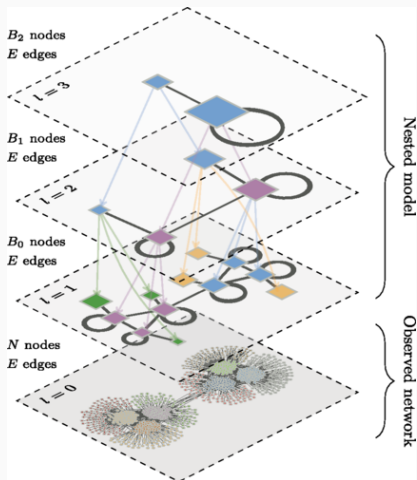 B₂ nodes
E edges
l = 3
B₁ nodes
E edges
l = 2
B₀ nodes
E edges
l = 1
N nodes
E edges
l = 0
Nested model
Observed network